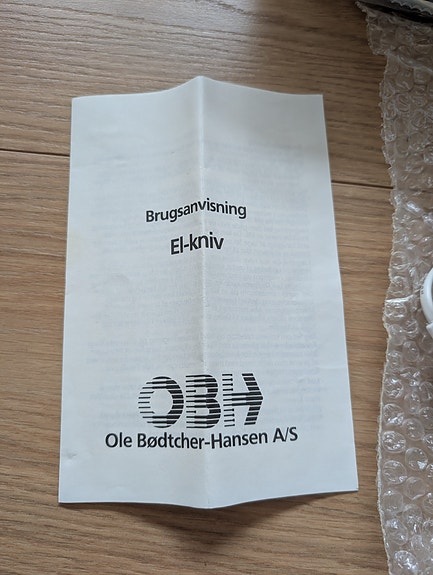 Brugsanvisning
El-kniv
OBH
Ole Bødtcher-Hansen A/S